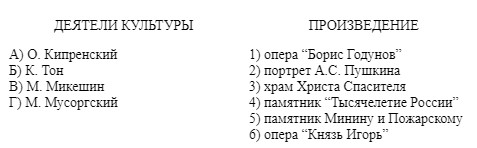 ДЕЯТЕЛИ КУЛЬТУРЫ
А) О. Кипренский
Б) К. Тон
В) М. Микешин
Г) М. Мусоргский
ПРОИЗВЕДЕНИЕ
1) опера “Борис Годунов”
2) портрет А.С. Пушкина
3) храм Христа Спасителя
4) памятник “Тысячелетие России”
5) памятник Минину и Пожарскому
6) опера “Князь Игорь”